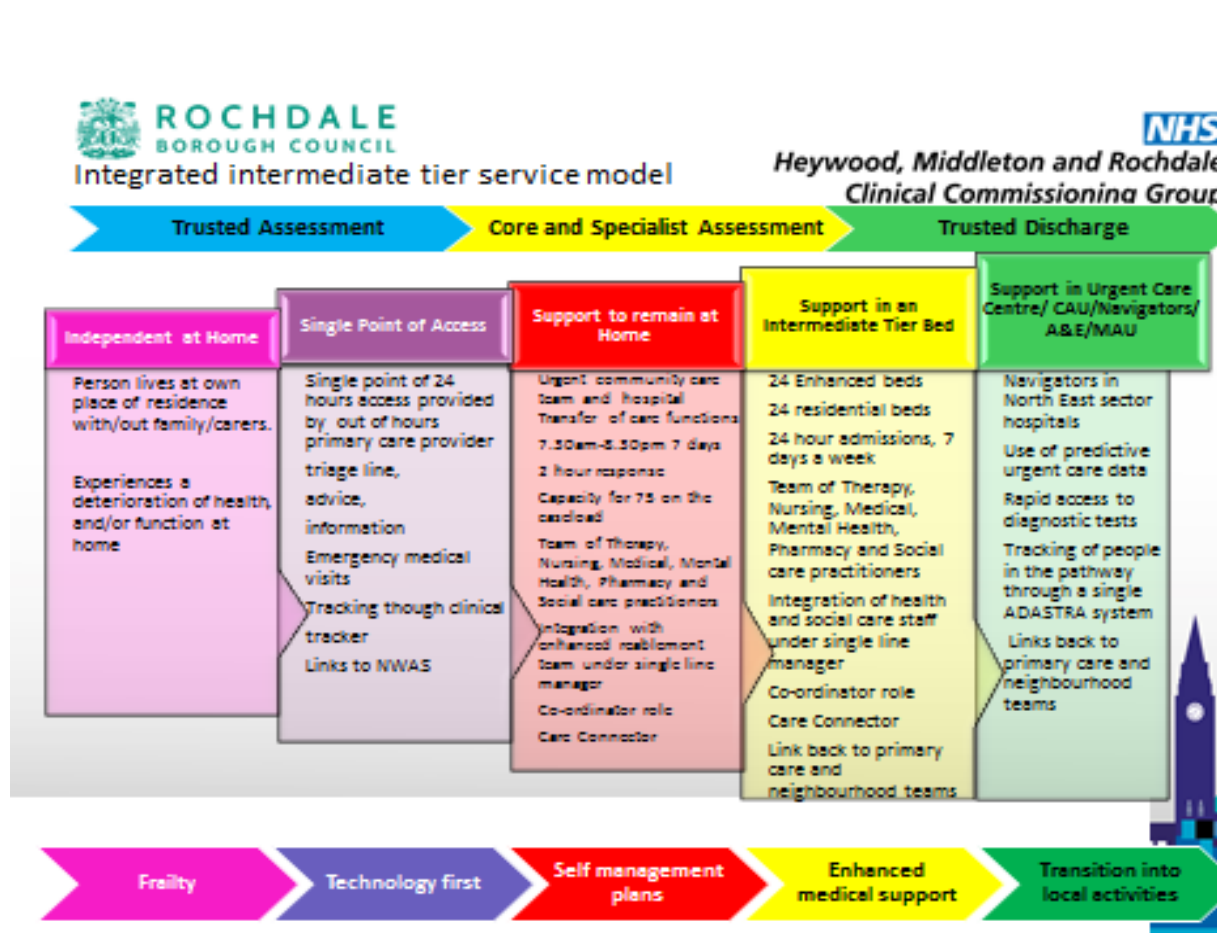 ROCHDALE
BOROUGH COUNCIL
Integrated intermediate tier service model
NHS
Heywood, Middleton and Rochdale
Clinical Commissioning Group
Trusted Assessment
Core and Specialist Assessment
Trusted Discharge
Independent at Home
Person lives at own
place of residence
with/out family/carers.
Experiences a
deterioration of health,
and/or function at
home
Single Point of Access
Single point of 24
hours access provided
by out of hours
primary care provider
triage line,
advice,
information
Emergency medical
visits
Tracking though clinical
tracker
Links to NWAS
Support to remain at
Home
Urgent community care
team and hospital
Transfer of care functions
7.30am-8.30pm 7 days
2 hour response
Capacity for 75 on the
caseload
Team of Therapy,
Nursing, Medical, Mental
Health, Pharmacy and
Social care practitioners
Integration with
enhanced reablement
team under single line
manager
Co-ordinator role
Care Connector
Support in an
Intermediate Tier Bed
24 Enhanced beds
24 residential beds
24 hour admissions, 7
days a week
Team of Therapy,
Nursing, Medical,
Mental Health,
Pharmacy and Social
care practitioners
Integration of health
and social care staff
under single line
manager
Co-ordinator role
Care Connector
Link back to primary
care and
neighbourhood teams
Support in Urgent Care
Centre/ CAU/Navigators/
A&E/MAU
Navigators in
North East sector
hospitals
Use of predictive
urgent care data
Rapid access to
diagnostic tests
Tracking of people
in the pathway
through a single
ADASTRA system
Links back to
primary care and
neighbourhood
teams
Frailty
Technology first
Self management
plans
Enhanced
medical support
Transition into
local activities